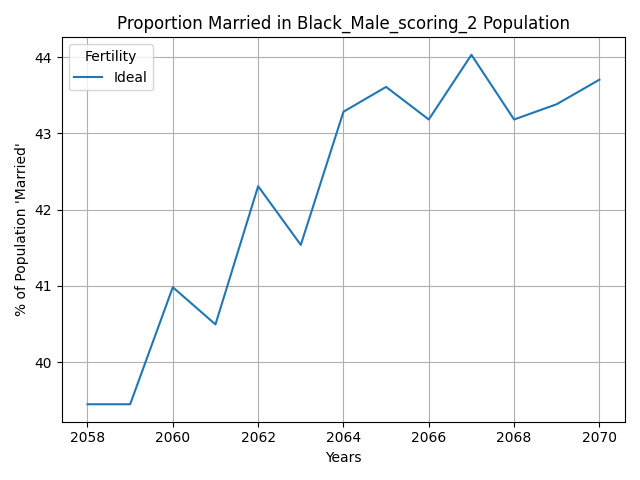 Proportion Married in Black_Male_scoring_2 Population
Fertility
Ideal
% of Population 'Married'
44
43
42
41
40
2058 2060 2062 2064 2066 2068 2070
Years